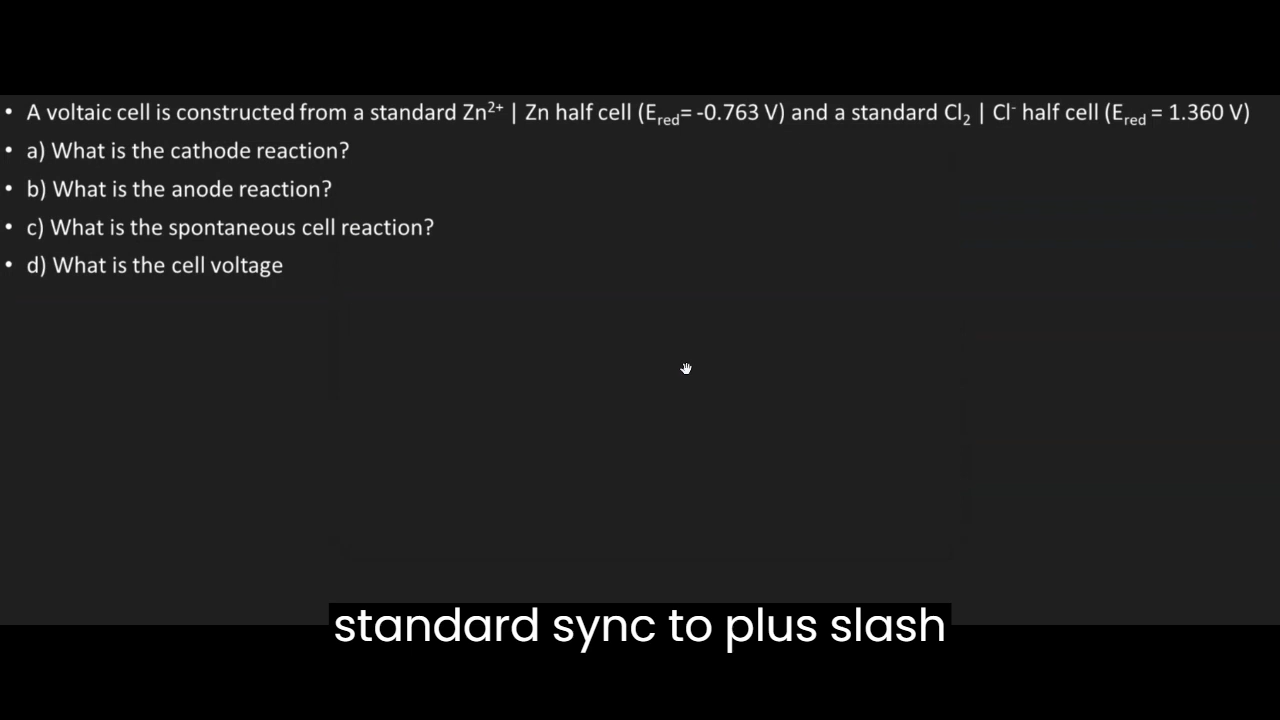 • A voltaic cell is constructed from a standard Zn²⁺ | Zn half cell (E_red= -0.763 V) and a standard Cl₂ | Cl⁻ half cell (E_red = 1.360 V)
• a) What is the cathode reaction?
• b) What is the anode reaction?
• c) What is the spontaneous cell reaction?
• d) What is the cell voltage
standard sync to plus slash